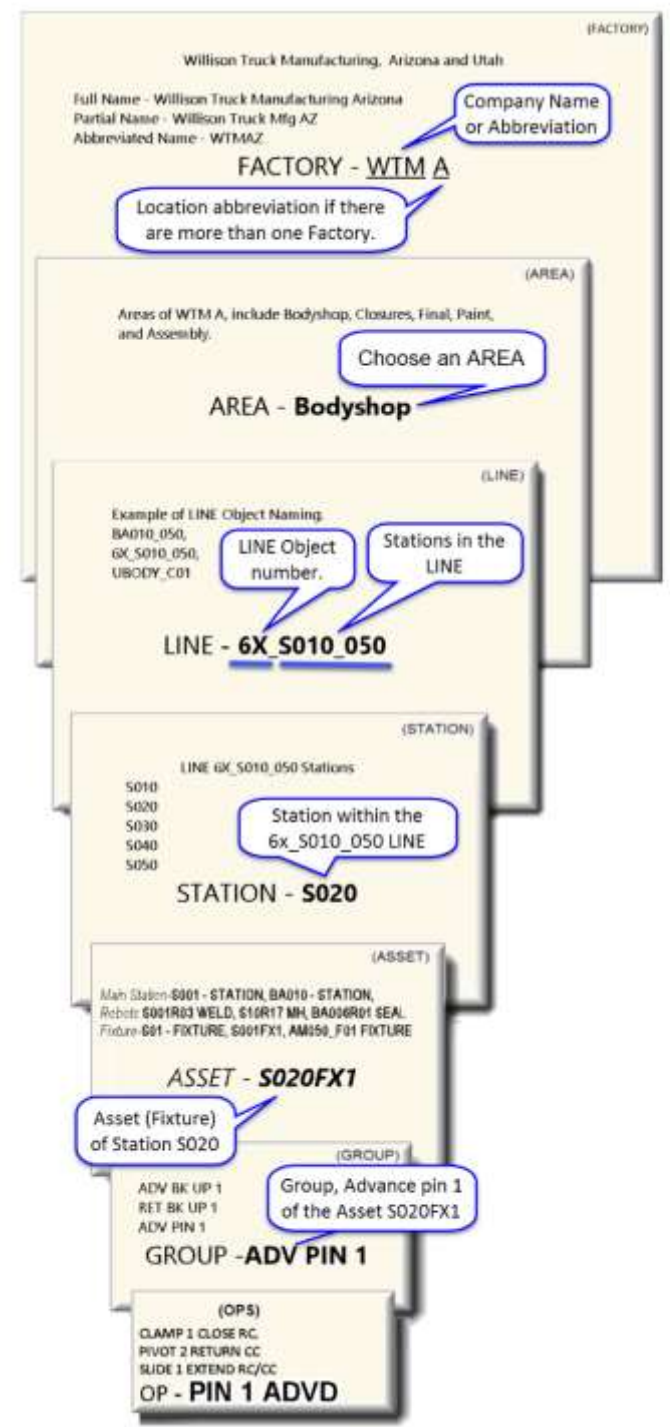 (FACTORY)
Willison Truck Manufacturing, Arizona and Utah
Full Name - Willison Truck Manufacturing Arizona
Partial Name - Willison Truck Mfg AZ
Abbreviated Name - WTMAZ
Company Name
or Abbreviation
FACTORY - WTM A
Location abbreviation if there
are more than one Factory.
(AREA)
Areas of WTM A, include Bodyshop, Closures, Final, Paint,
and Assembly.
Choose an AREA
AREA - Bodyshop
(LINE)
Example of LINE Object Naming.
BA010_050,
6X_S010_050,
UBODY_C01
LINE Object
number.
Stations in the
LINE
LINE - 6X_S010_050
(STATION)
LINE 6X_S010_050 Stations
S010
S020
S030
S040
S050
Station within the
6x_S010_050 LINE
STATION - S020
(ASSET)
Main Station-S001 - STATION, BA010 - STATION,
Robots S001R03 WELD, S10R17 MH, BA006R01 SEAL
Fixture-S01 - FIXTURE, S001FX1, AM050_F01 FIXTURE
ASSET - S020FX1
Asset (Fixture)
of Station S020
(GROUP)
ADV BK UP 1
RET BK UP 1
ADV PIN 1
Group, Advance pin 1
of the Asset S020FX1
GROUP -ADV PIN 1
(OPS)
CLAMP 1 CLOSE RC.
PIVOT 2 RETURN CC
SLIDE 1 EXTEND RC/CC
OP - PIN 1 ADVD